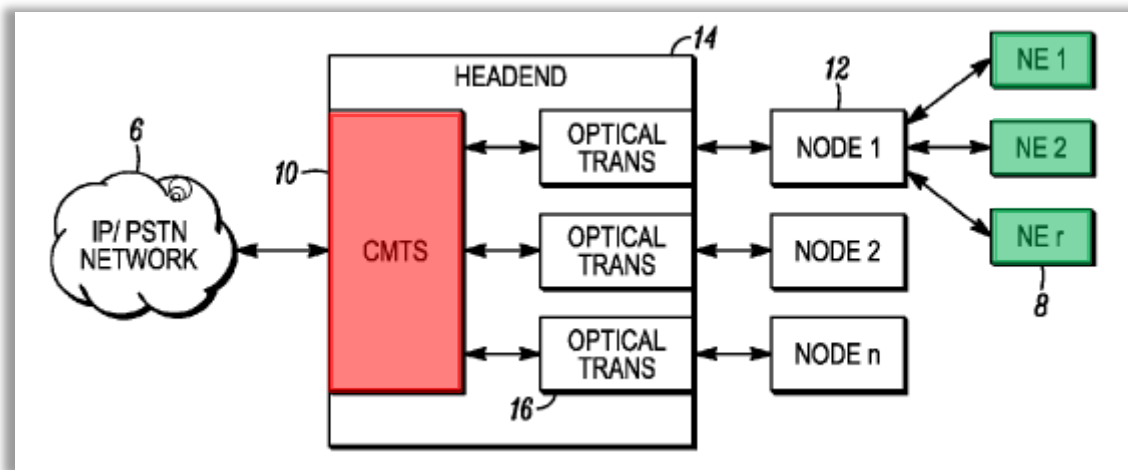 14
HEADEND
12
NE 1
6
10
OPTICAL
TRANS
NODE 1
NE 2
IP/ PSTN
NETWORK
CMTS
OPTICAL
TRANS
NODE 2
NE r
8
OPTICAL
TRANS
NODE n
16